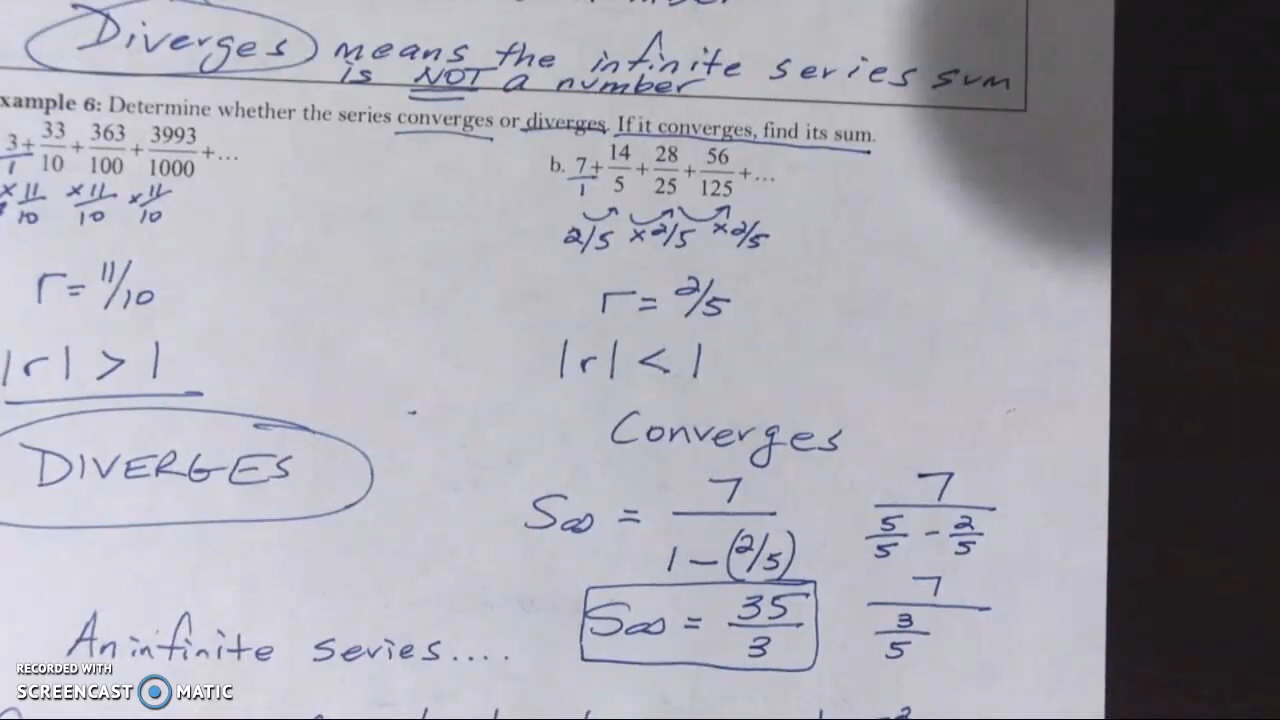 Diverges means the infinite series sum
is NOT a number
xample 6: Determine whether the series converges or diverges. If it converges, find its sum.
3 + 33/10 + 363/100 + 3993/1000 + ...
1
× 11/10 × 11/10 × 11/10
r = 11/10
|r| > 1
DIVERGES
b. 7 + 14/5 + 28/25 + 56/125 + ...
1
2/5 ×2/5 ×2/5
r = 2/5
|r| < 1
Converges
S∞ = 7/(1 - (2/5))
7/(5/5 - 2/5)
S∞ = 35/3
7/(3/5)
An infinite series....
RECORDED WITH
SCREENCAST MATIC